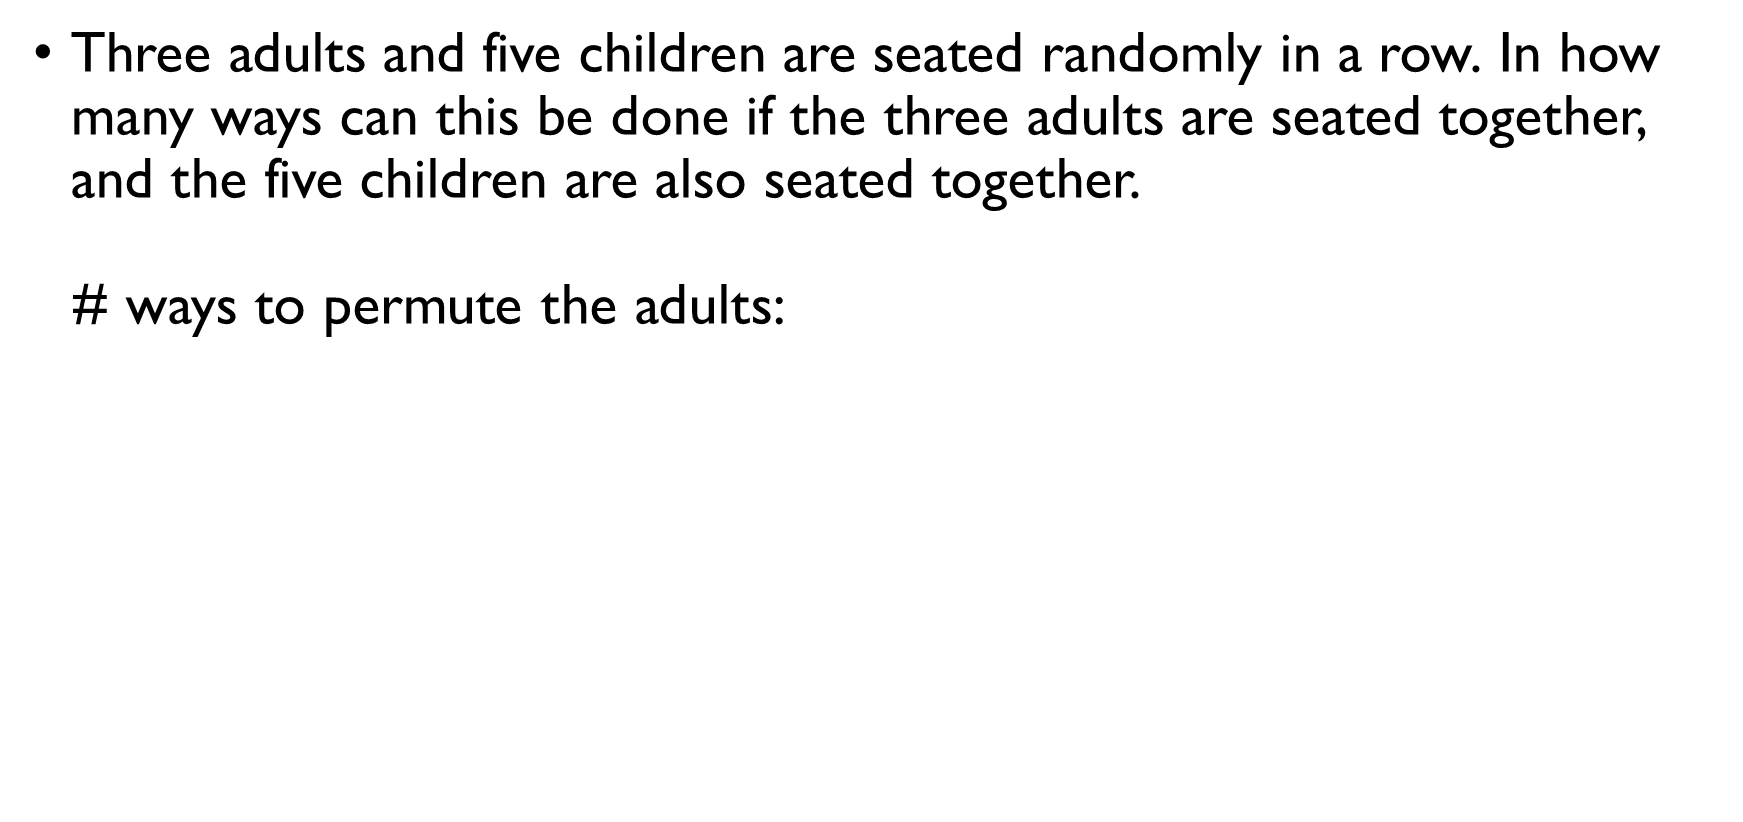 • Three adults and five children are seated randomly in a row. In how
many ways can this be done if the three adults are seated together,
and the five children are also seated together.
# ways to permute the adults: